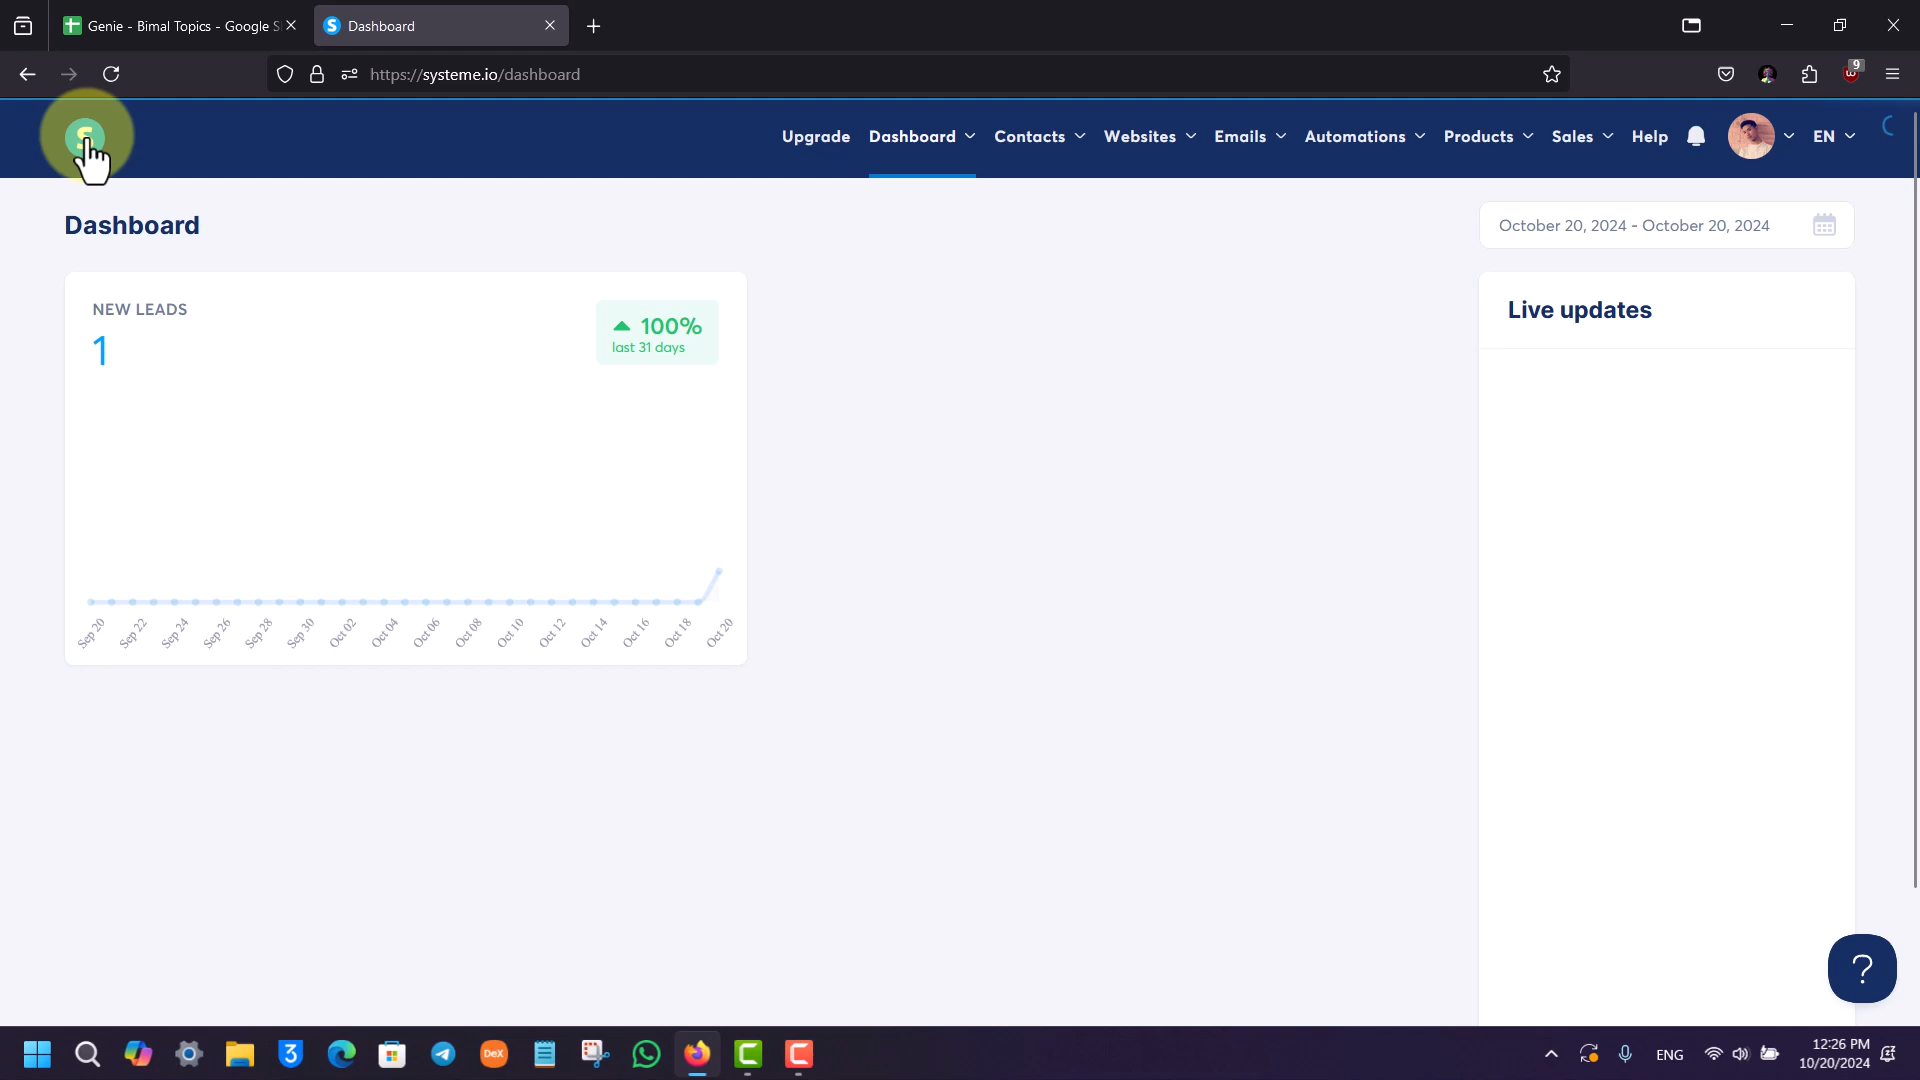 Genie - Bimal Topics - Google S
Dashboard
https://systeme.io/dashboard
9
S
Upgrade
Dashboard
Contacts
Websites
Emails
Automations
Products
Sales
Help
EN
Dashboard
October 20, 2024 - October 20, 2024
NEW LEADS
1
100%
last 31 days
Live updates
Sep 20
Sep 22
Sep 24
Sep 26
Sep 28
Sep 30
Oct 02
Oct 04
Oct 06
Oct 08
Oct 10
Oct 12
Oct 14
Oct 16
Oct 18
Oct 20
?
3
DeX
ENG
12:26 PM
10/20/2024